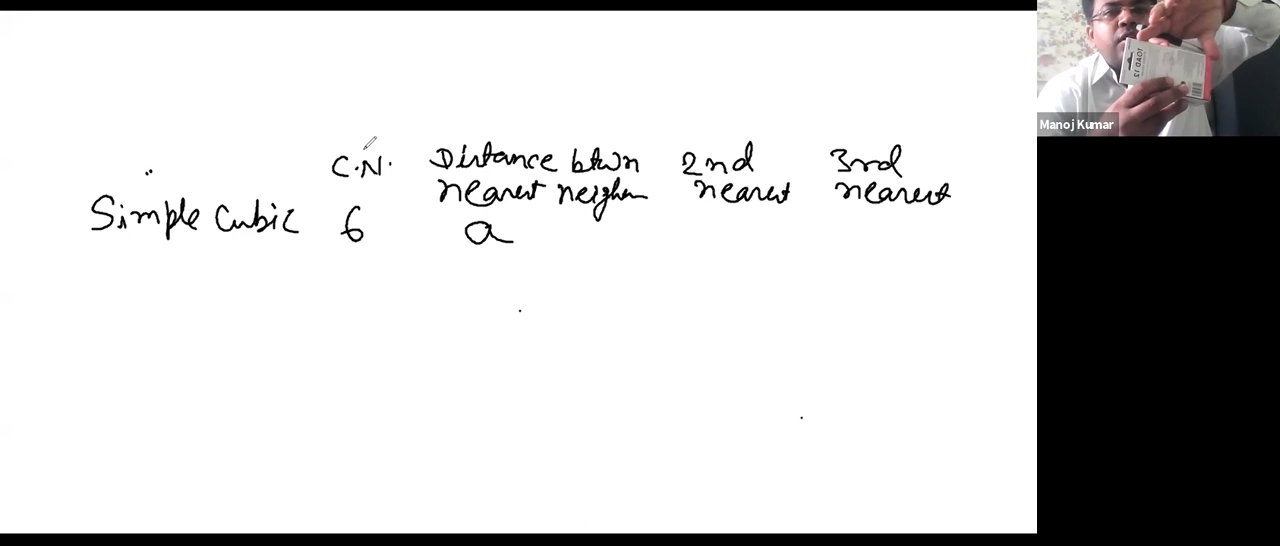 C.N. Distance btwn 2nd 3rd
nearest neighbr nearest nearest
Simple Cubic 6 a
Manoj Kumar